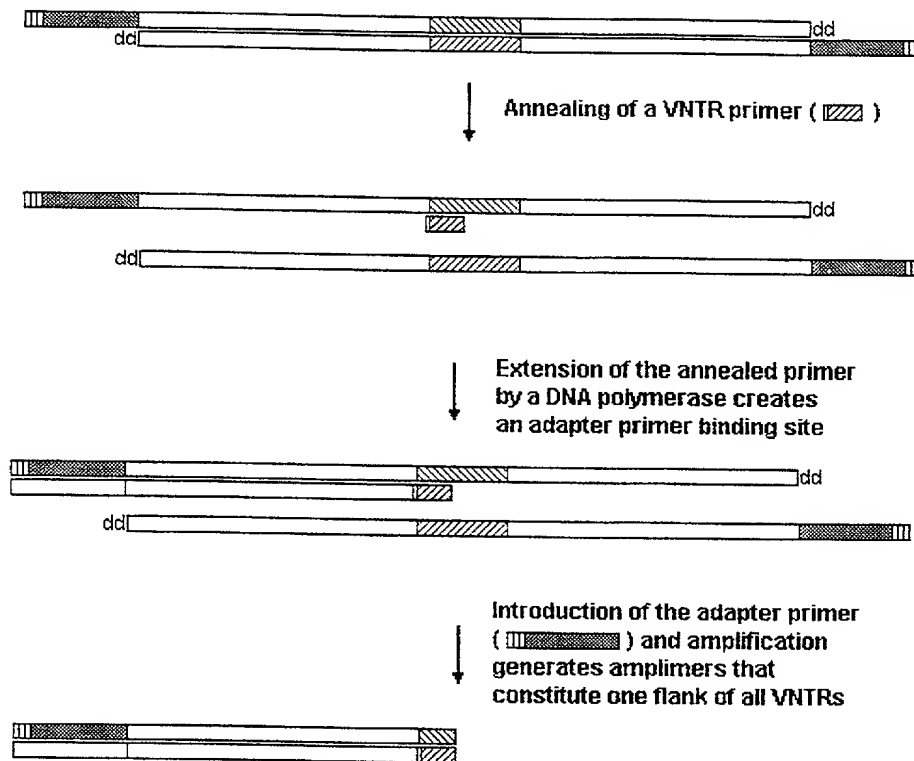 dd
dd
Annealing of a VNTR primer ( )
dd
dd
Extension of the annealed primer
by a DNA polymerase creates
an adapter primer binding site
dd
dd
Introduction of the adapter primer
( ) and amplification
generates amplimers that
constitute one flank of all VNTRs